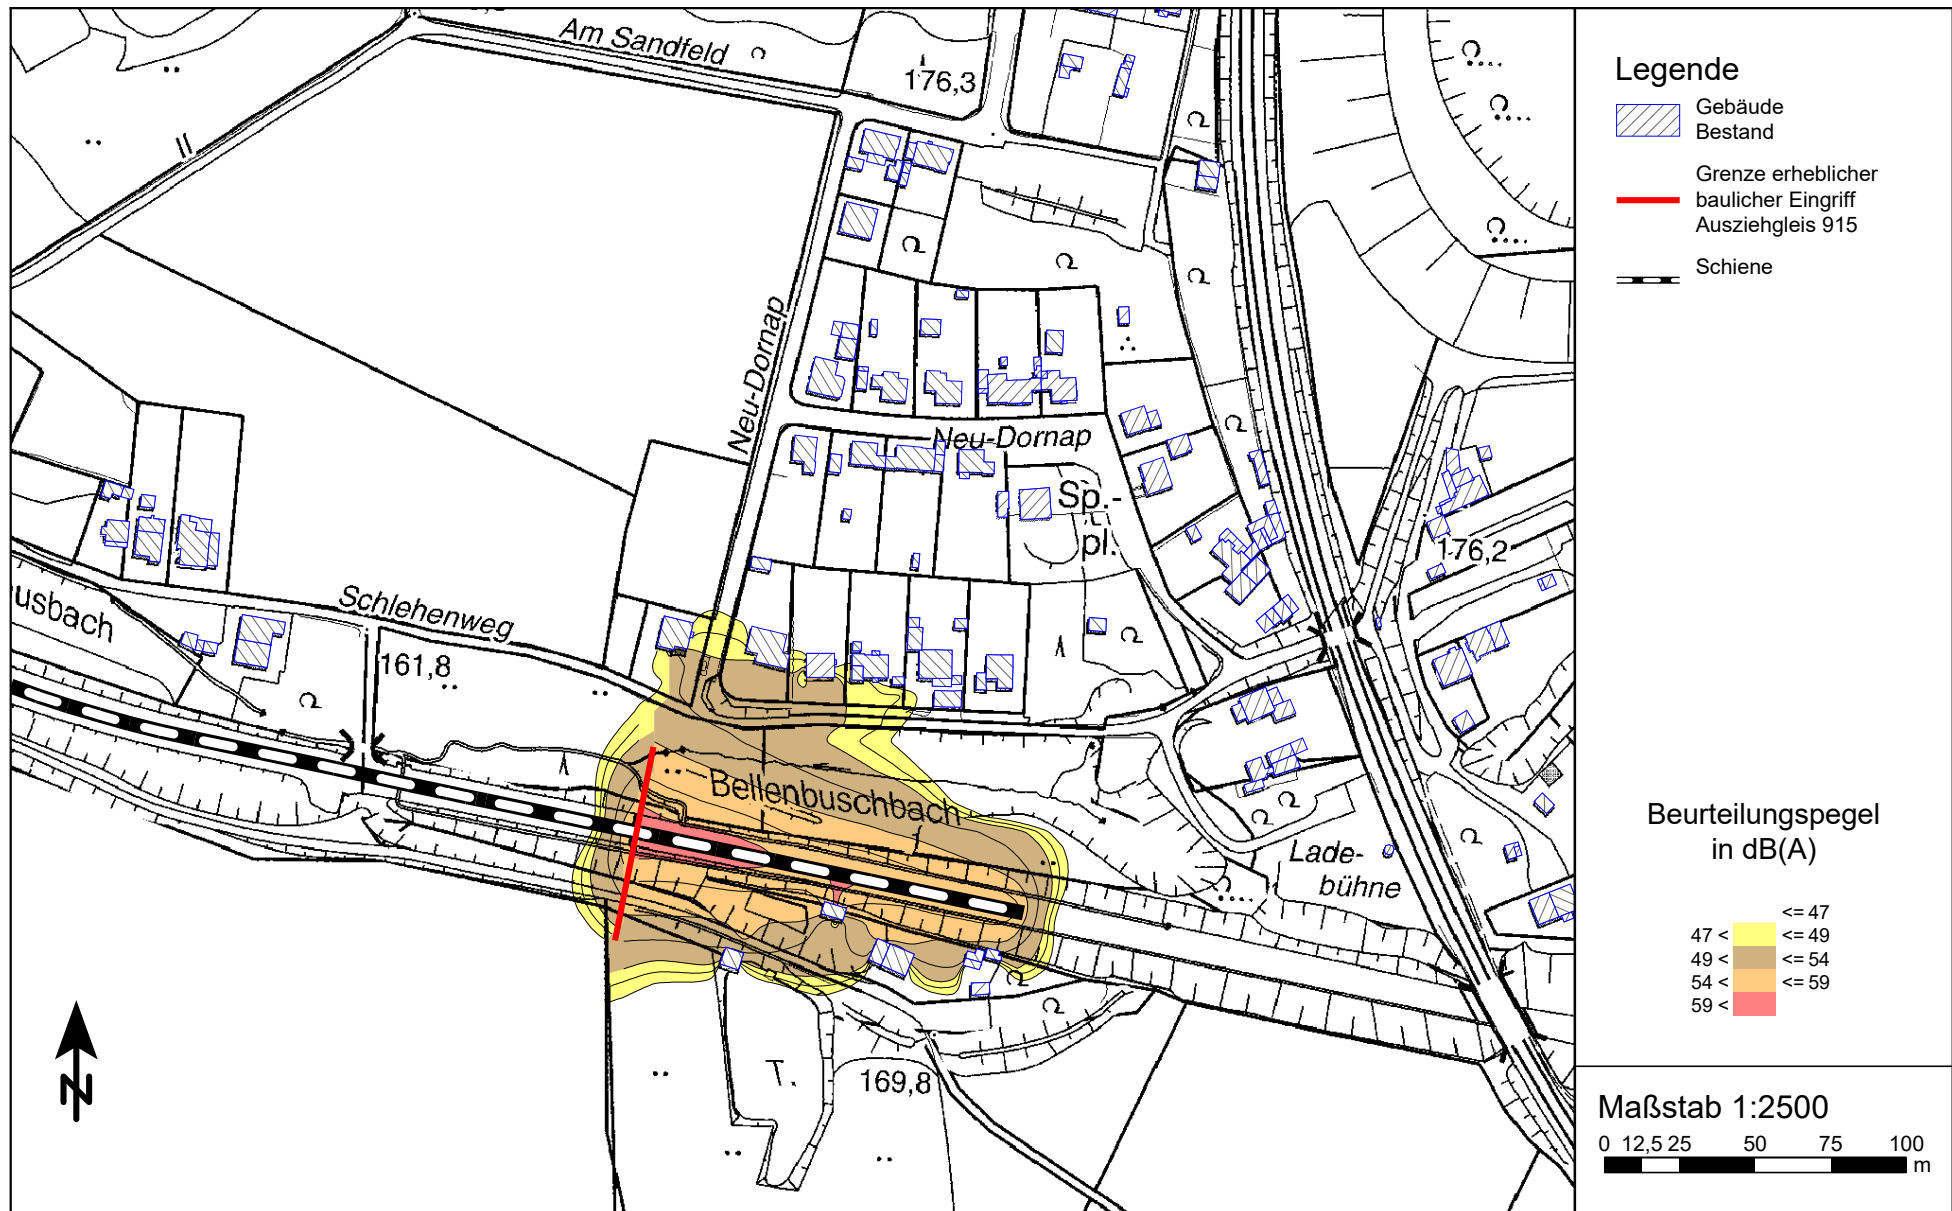 Am Sandfeld
176,3
Neu-Dornap
Neu-Dornap
Sp.-
pl.
176,2
usbach
Schlehenweg
161,8
Bellenbuschbach
Lade-
bühne
T.
169,8
N
Legende
Gebäude
Bestand
Grenze erheblicher
baulicher Eingriff
Ausziehgleis 915
Schiene
Beurteilungspegel
in dB(A)
<= 47
47 < <= 49
49 < <= 54
54 < <= 59
59 <
Maßstab 1:2500
0 12,5 25 50 75 100
m